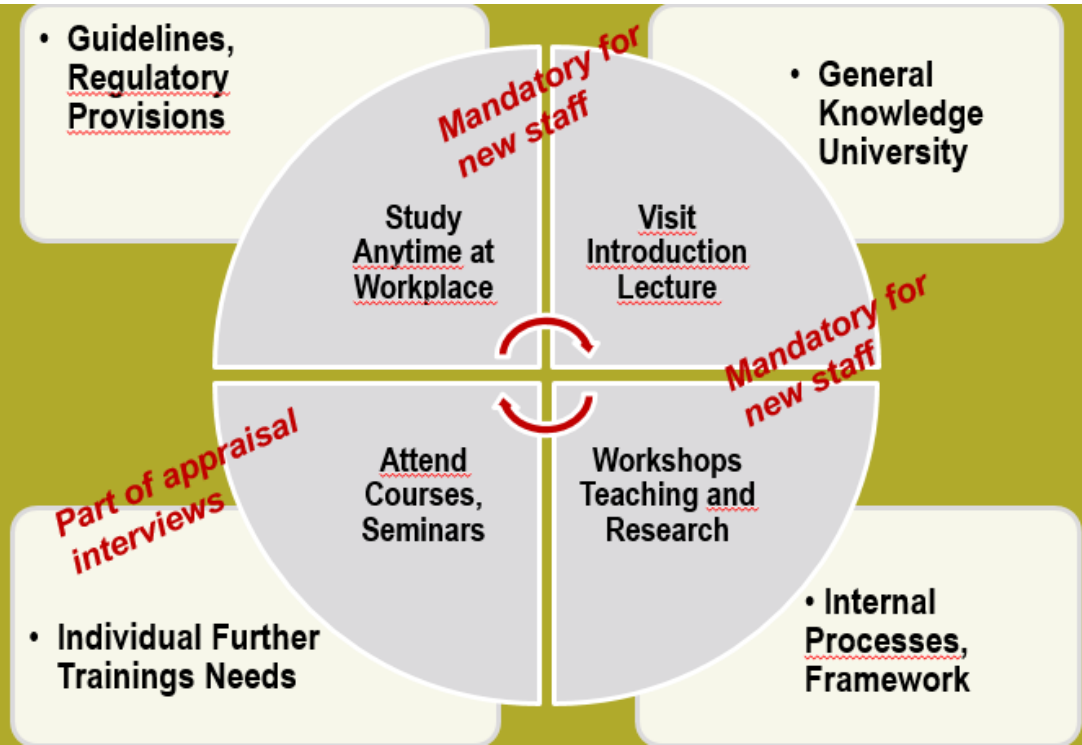 • Guidelines,
Regulatory
Provisions
Mandatory for
new staff
• General
Knowledge
University
Study
Anytime at
Workplace
Visit
Introduction
Lecture
Mandatory for
new staff
Part of appraisal
interviews
Attend
Courses,
Seminars
Workshops
Teaching and
Research
• Individual Further
Trainings Needs
• Internal
Processes,
Framework